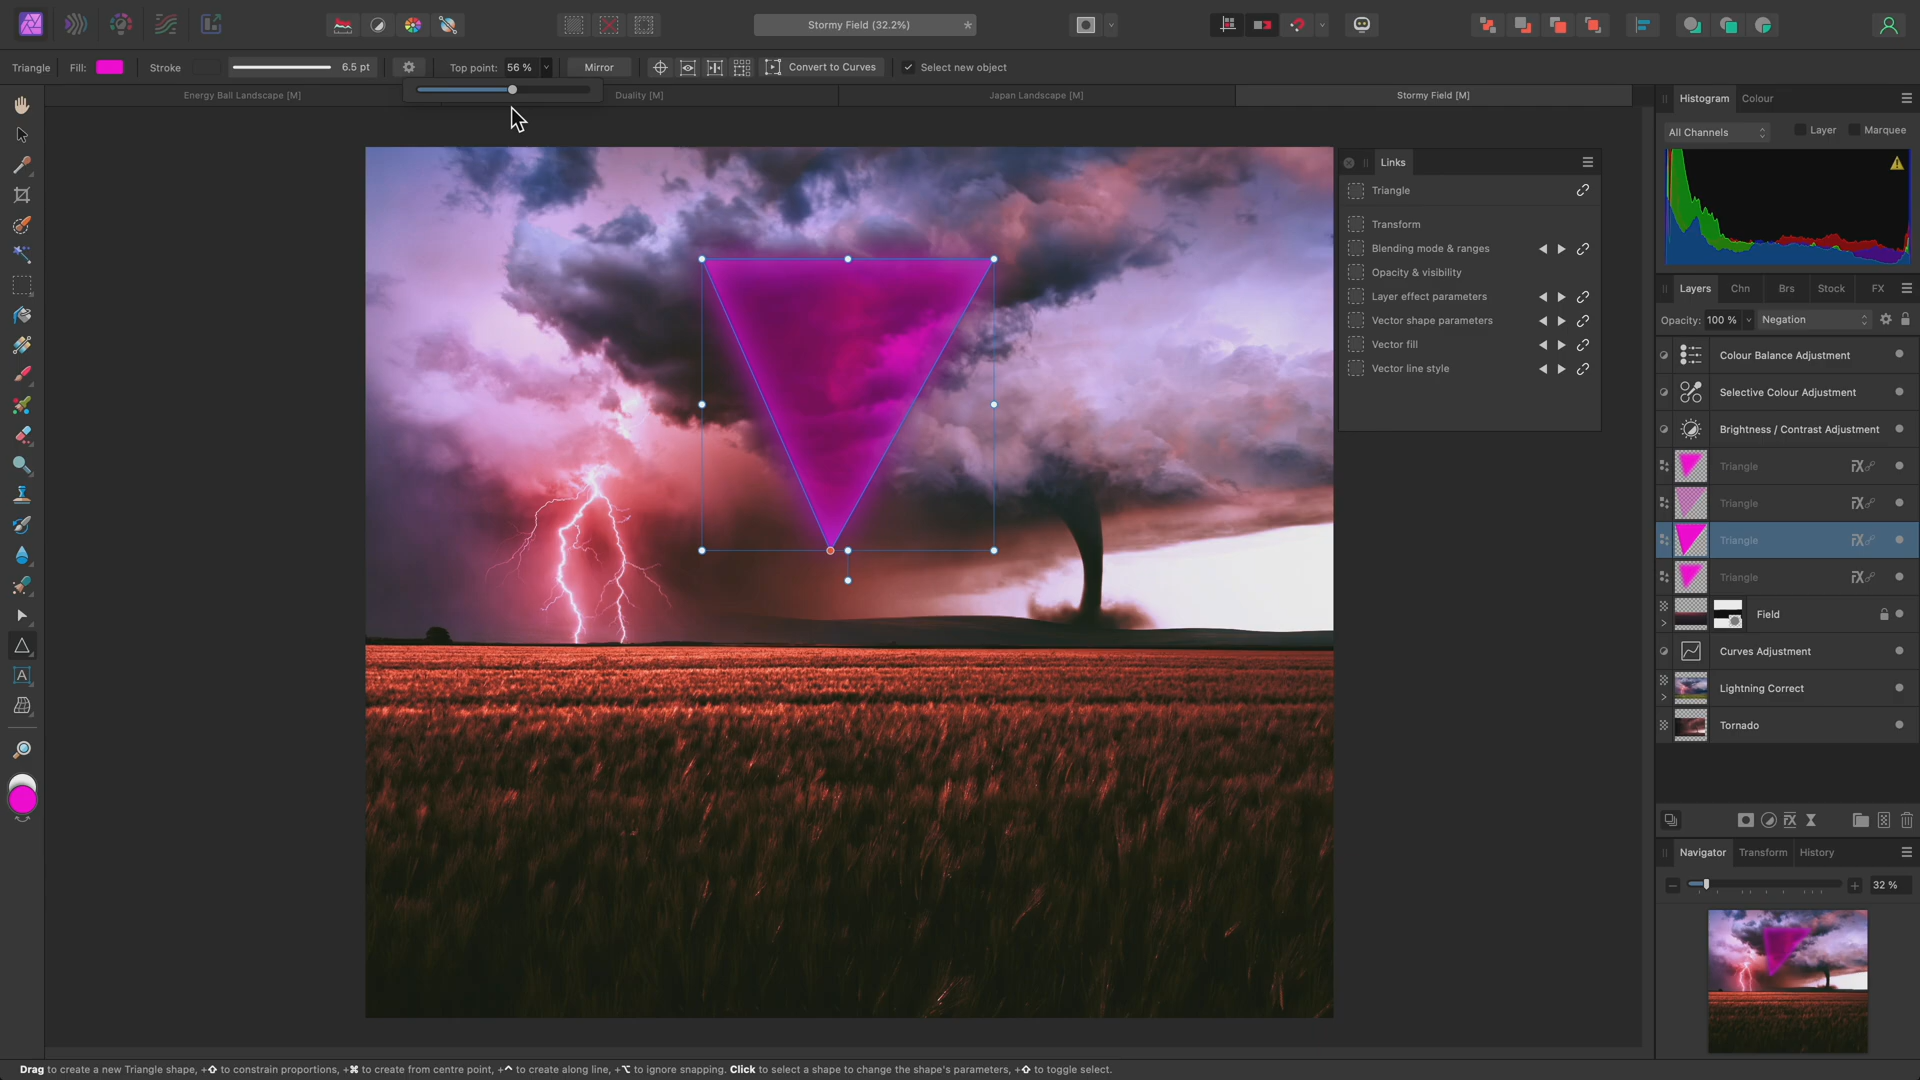 Stormy Field (32.2%)
*
Triangle
Fill:
Stroke
6.5 pt
Top point: 56 %
Mirror
Convert to Curves
Select new object
Energy Ball Landscape [M]
Duality [M]
Japan Landscape [M]
Stormy Field [M]
Histogram
Colour
All Channels
Layer
Marquee
Links
Triangle
Transform
Blending mode & ranges
Opacity & visibility
Layer effect parameters
Vector shape parameters
Vector fill
Vector line style
Layers
Chn
Brs
Stock
FX
Opacity: 100 %
Negation
Colour Balance Adjustment
Selective Colour Adjustment
Brightness / Contrast Adjustment
Triangle
Triangle
Triangle
Triangle
Field
Curves Adjustment
Lightning Correct
Tornado
Navigator
Transform
History
32 %
Drag to create a new Triangle shape, +⇧ to constrain proportions, +⌘ to create from centre point, +^ to create along line, +⌥ to ignore snapping. Click to select a shape to change the shape's parameters, +⇧ to toggle select.